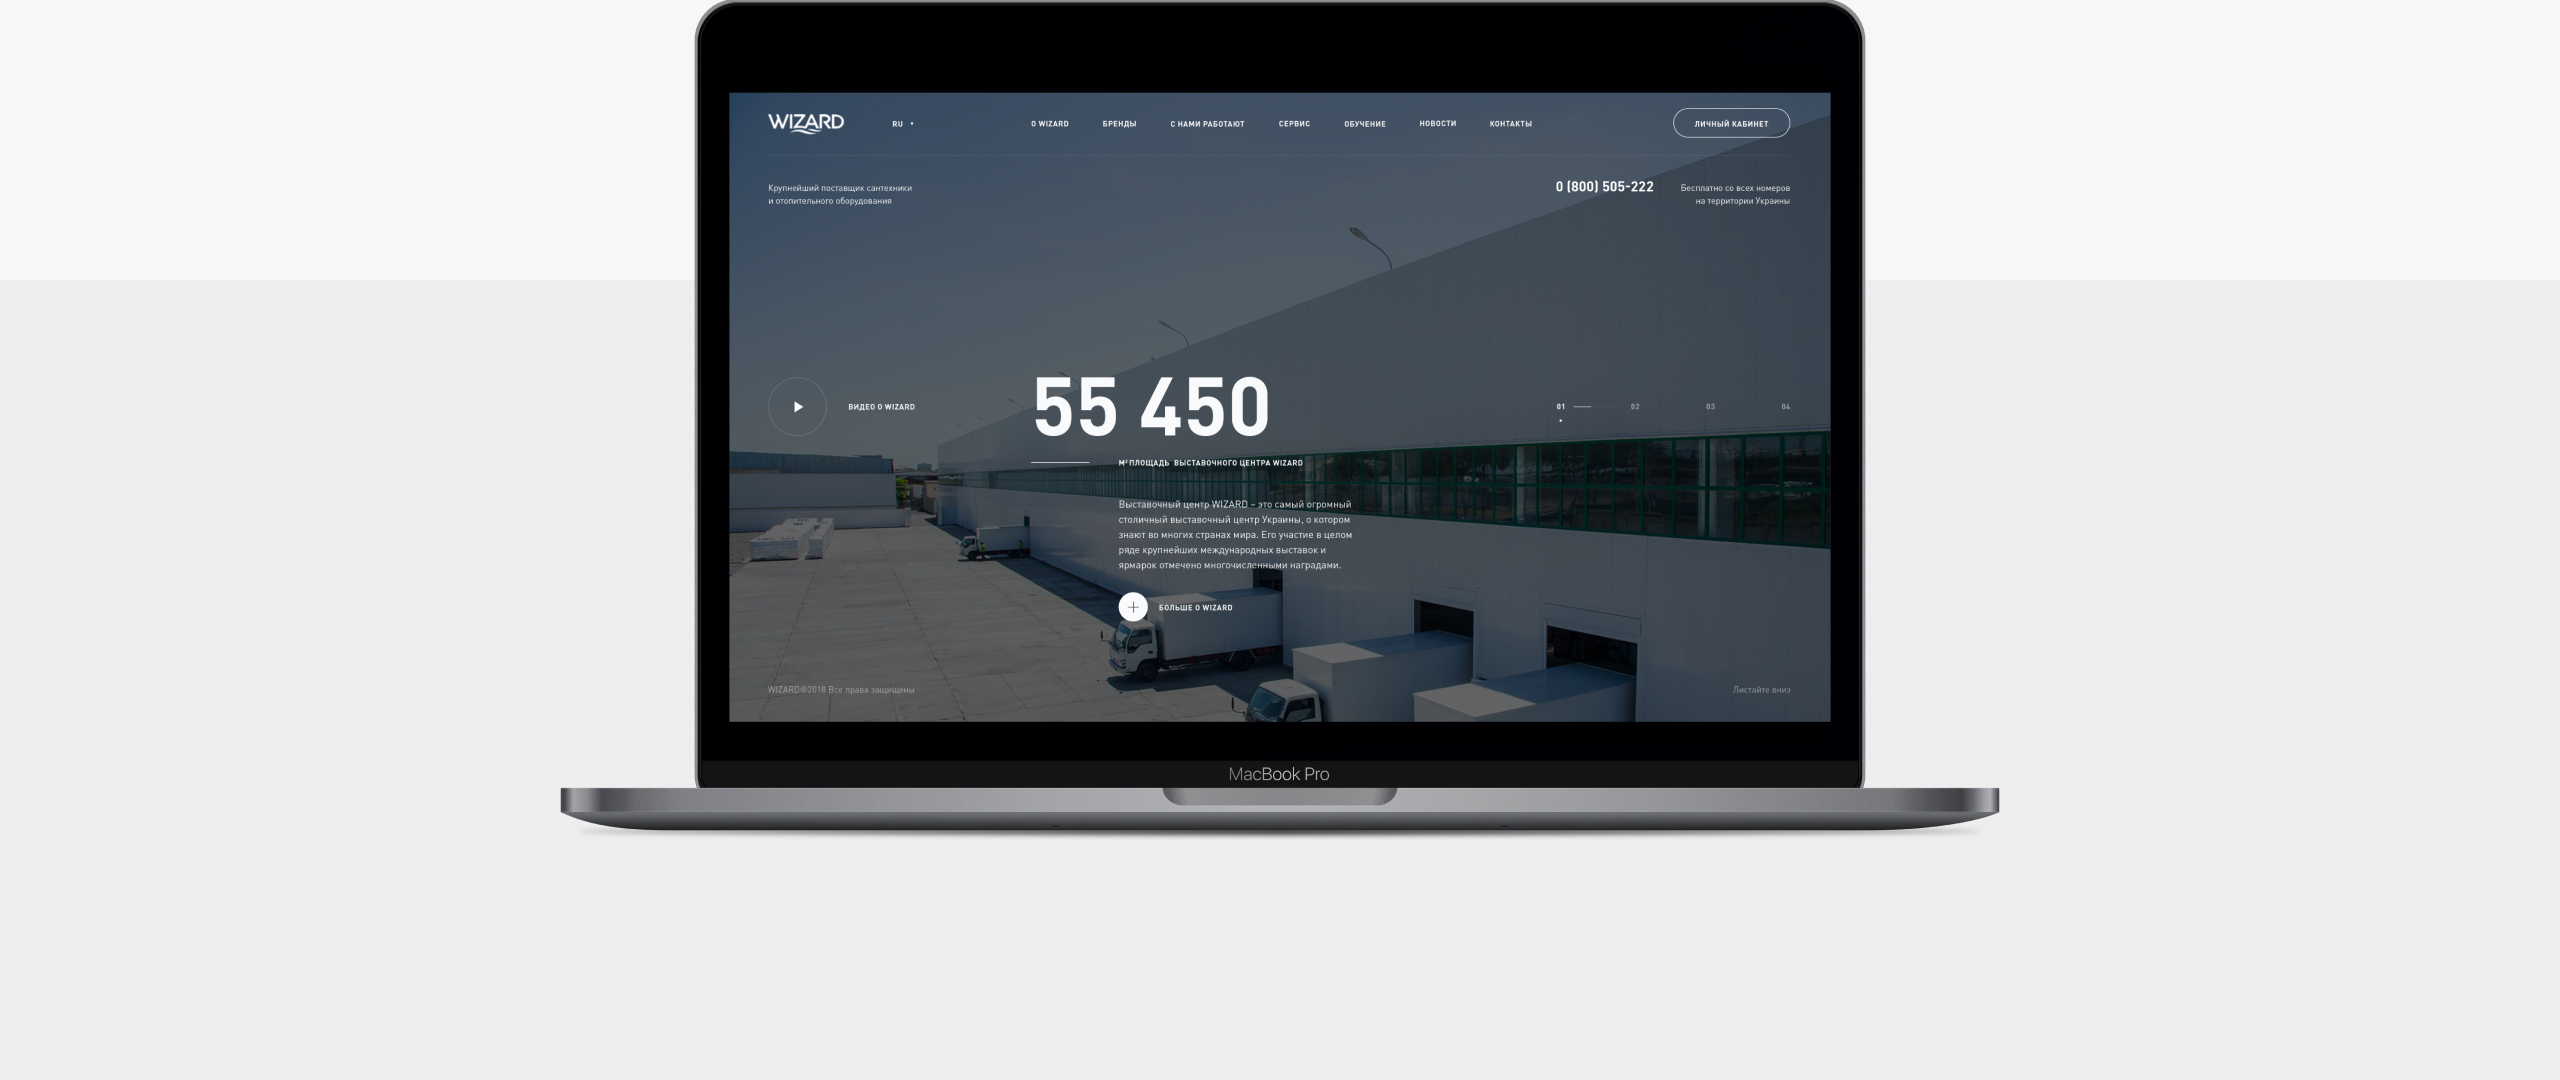 WIZARD
RU
О WIZARD
БРЕНДЫ
С НАМИ РАБОТАЮТ
СЕРВИС
ОБУЧЕНИЕ
НОВОСТИ
КОНТАКТЫ
ЛИЧНЫЙ КАБИНЕТ
Крупнейший поставщик сантехники
и отопительного оборудования
0 (800) 505-222
Бесплатно со всех номеров
на территории Украины
ВИДЕО О WIZARD
55 450
01
02
03
04
М² ПЛОЩАДЬ ВЫСТАВОЧНОГО ЦЕНТРА WIZARD
Выставочный центр WIZARD – это самый огромный
столичный выставочный центр Украины, о котором
знают во многих странах мира. Его участие в целом
ряде крупнейших международных выставок и
ярмарок отмечено многочисленными наградами.
БОЛЬШЕ О WIZARD
WIZARD®2018 Все права защищены
Листайте вниз
MacBook Pro